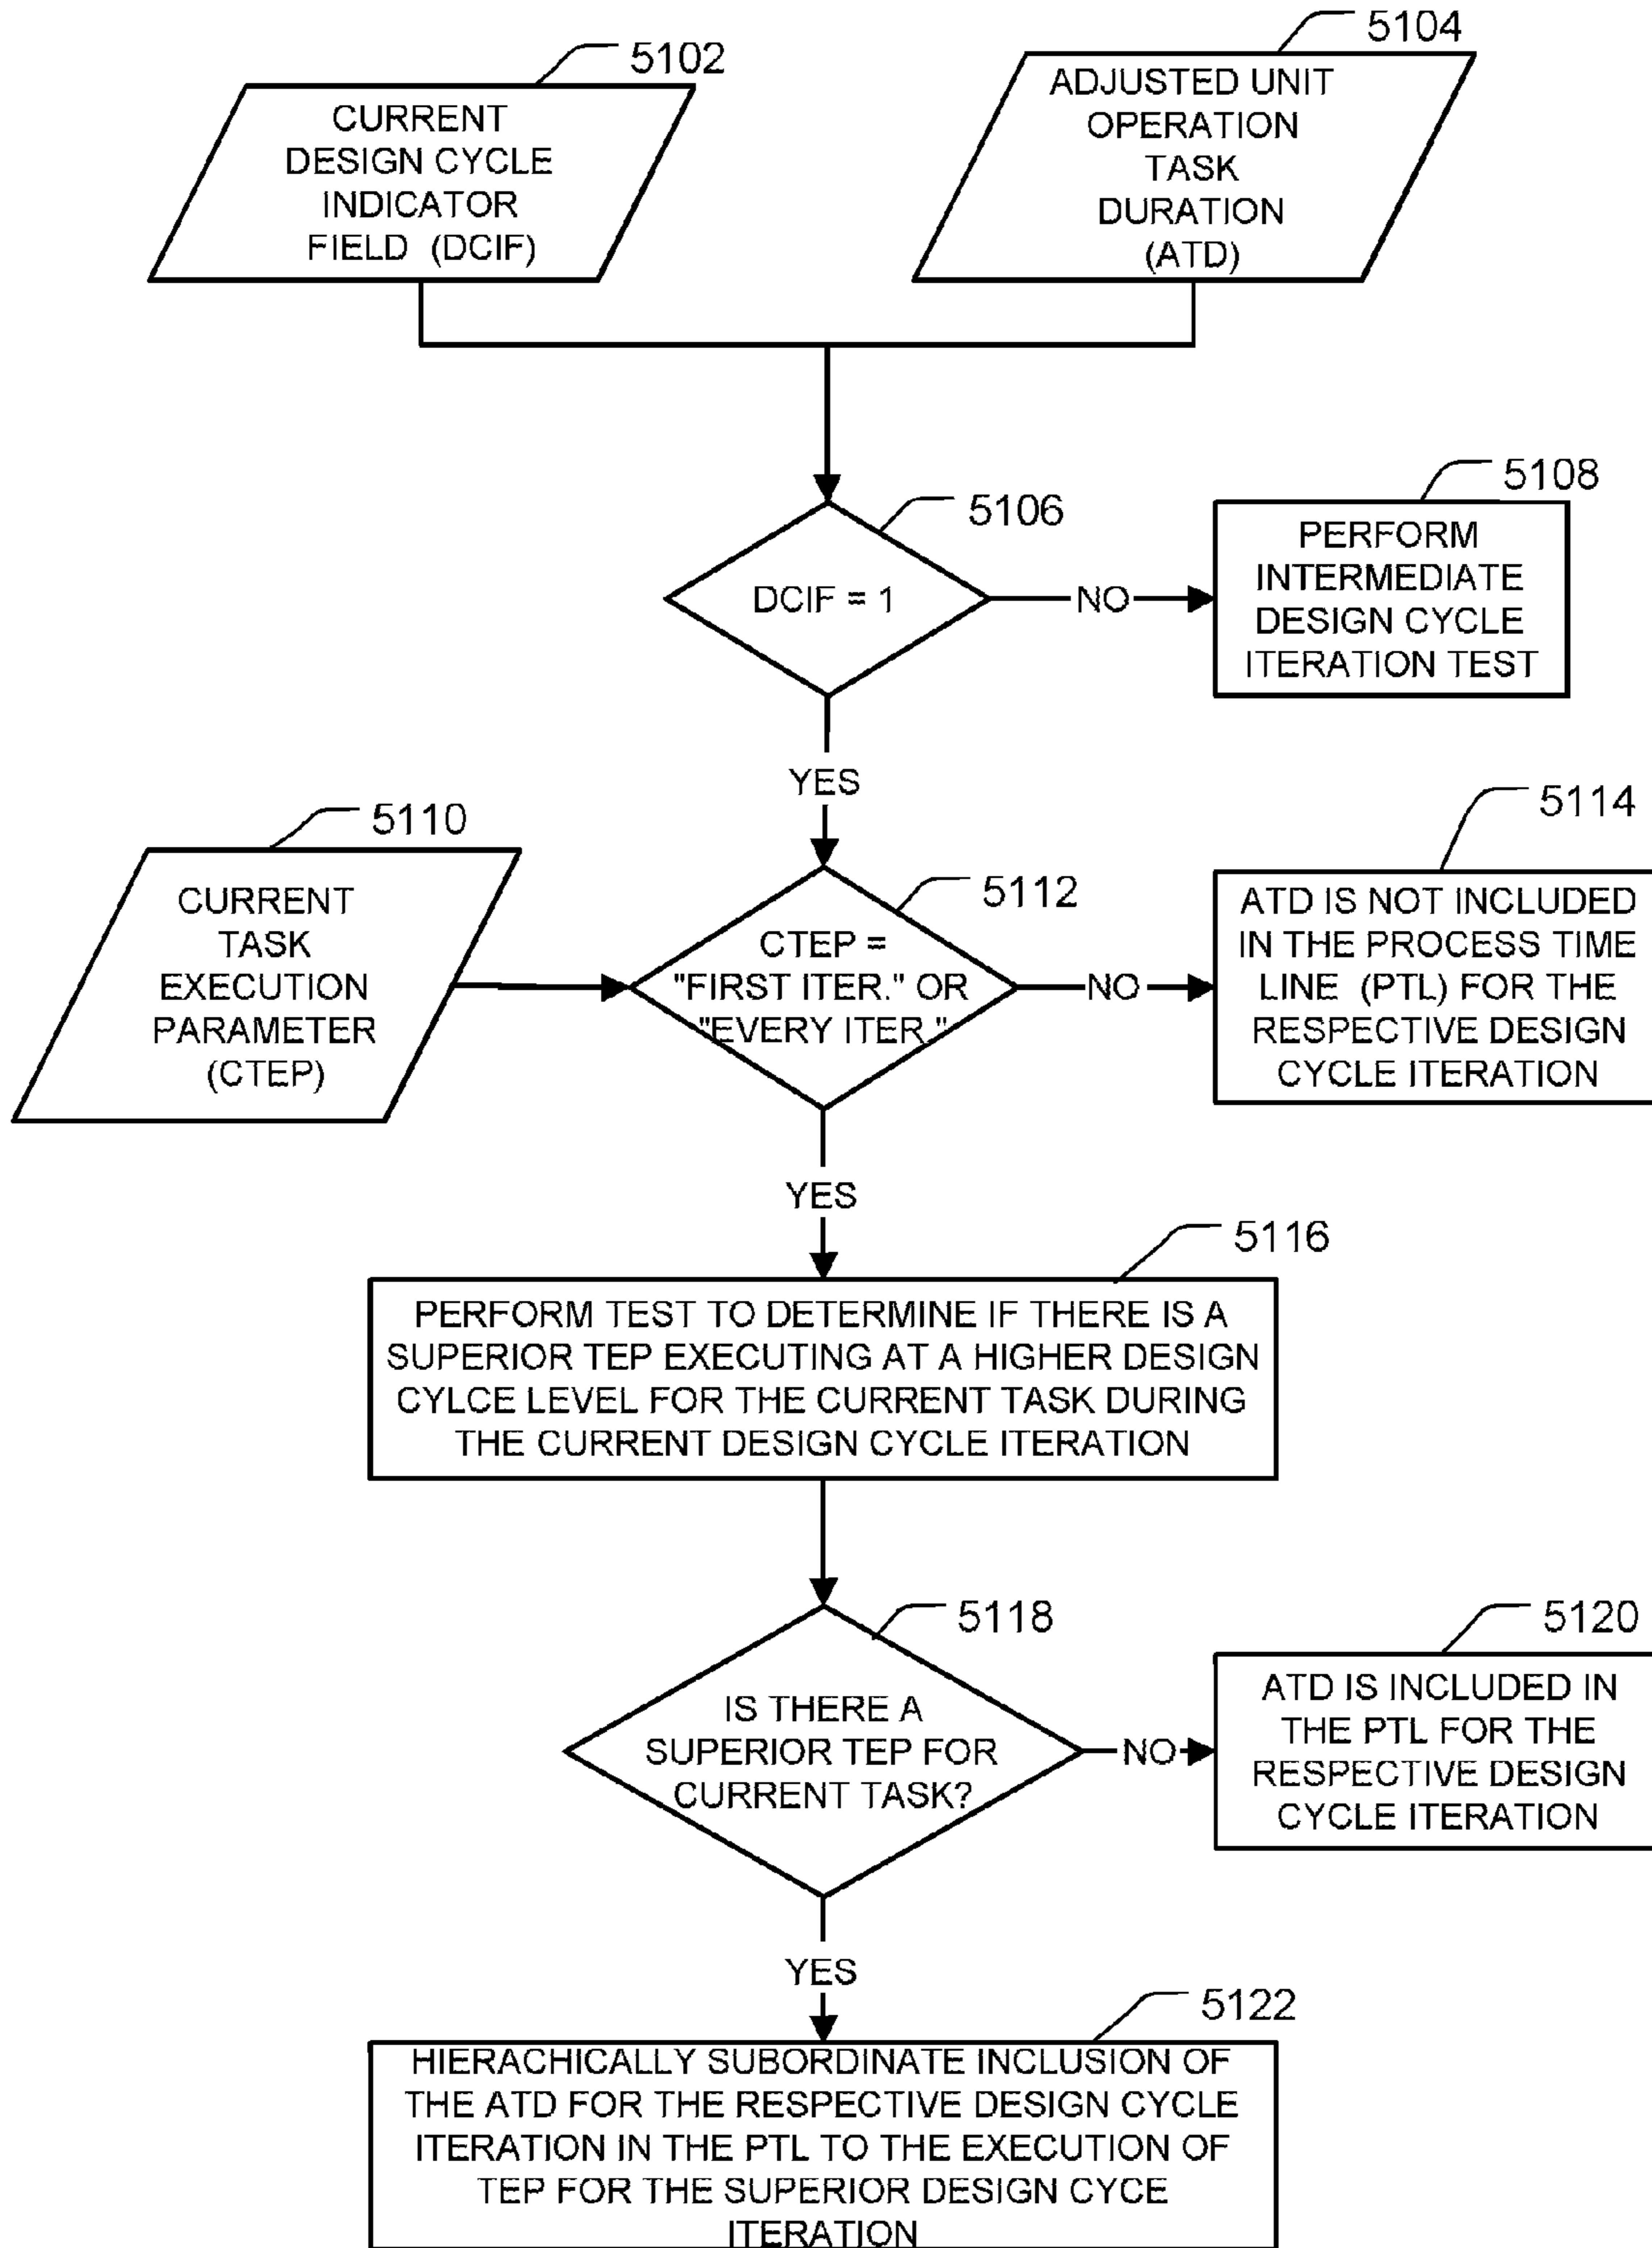 5102
CURRENT
DESIGN CYCLE
INDICATOR
FIELD (DCIF)
5104
ADJUSTED UNIT
OPERATION
TASK
DURATION
(ATD)
5106
DCIF = 1
NO
5108
PERFORM
INTERMEDIATE
DESIGN CYCLE
ITERATION TEST
YES
5110
CURRENT
TASK
EXECUTION
PARAMETER
(CTEP)
5112
CTEP =
"FIRST ITER." OR
"EVERY ITER."
NO
5114
ATD IS NOT INCLUDED
IN THE PROCESS TIME
LINE (PTL) FOR THE
RESPECTIVE DESIGN
CYCLE ITERATION
YES
5116
PERFORM TEST TO DETERMINE IF THERE IS A
SUPERIOR TEP EXECUTING AT A HIGHER DESIGN
CYLCE LEVEL FOR THE CURRENT TASK DURING
THE CURRENT DESIGN CYCLE ITERATION
5118
IS THERE A
SUPERIOR TEP FOR
CURRENT TASK?
NO
5120
ATD IS INCLUDED IN
THE PTL FOR THE
RESPECTIVE DESIGN
CYCLE ITERATION
YES
5122
HIERACHICALLY SUBORDINATE INCLUSION OF
THE ATD FOR THE RESPECTIVE DESIGN CYCLE
ITERATION IN THE PTL TO THE EXECUTION OF
TEP FOR THE SUPERIOR DESIGN CYCE
ITERATION